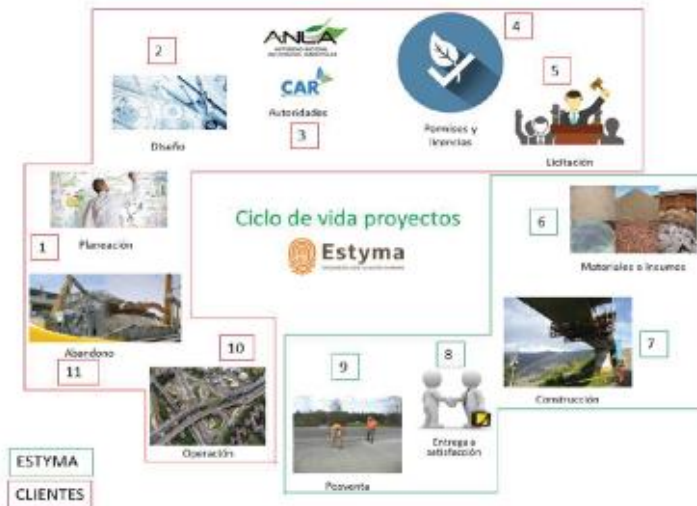 2
ANLA
4
5
CAR
Autoridades
3
Diseño
Permisos y
licencias
Licitación
Ciclo de vida proyectos
Estyma
6
1
Planeación
Materiales e Insumos
Abandono
11
10
9
8
7
Construcción
Operación
Entrega a
satisfacción
Posventa
ESTYMA
CLIENTES